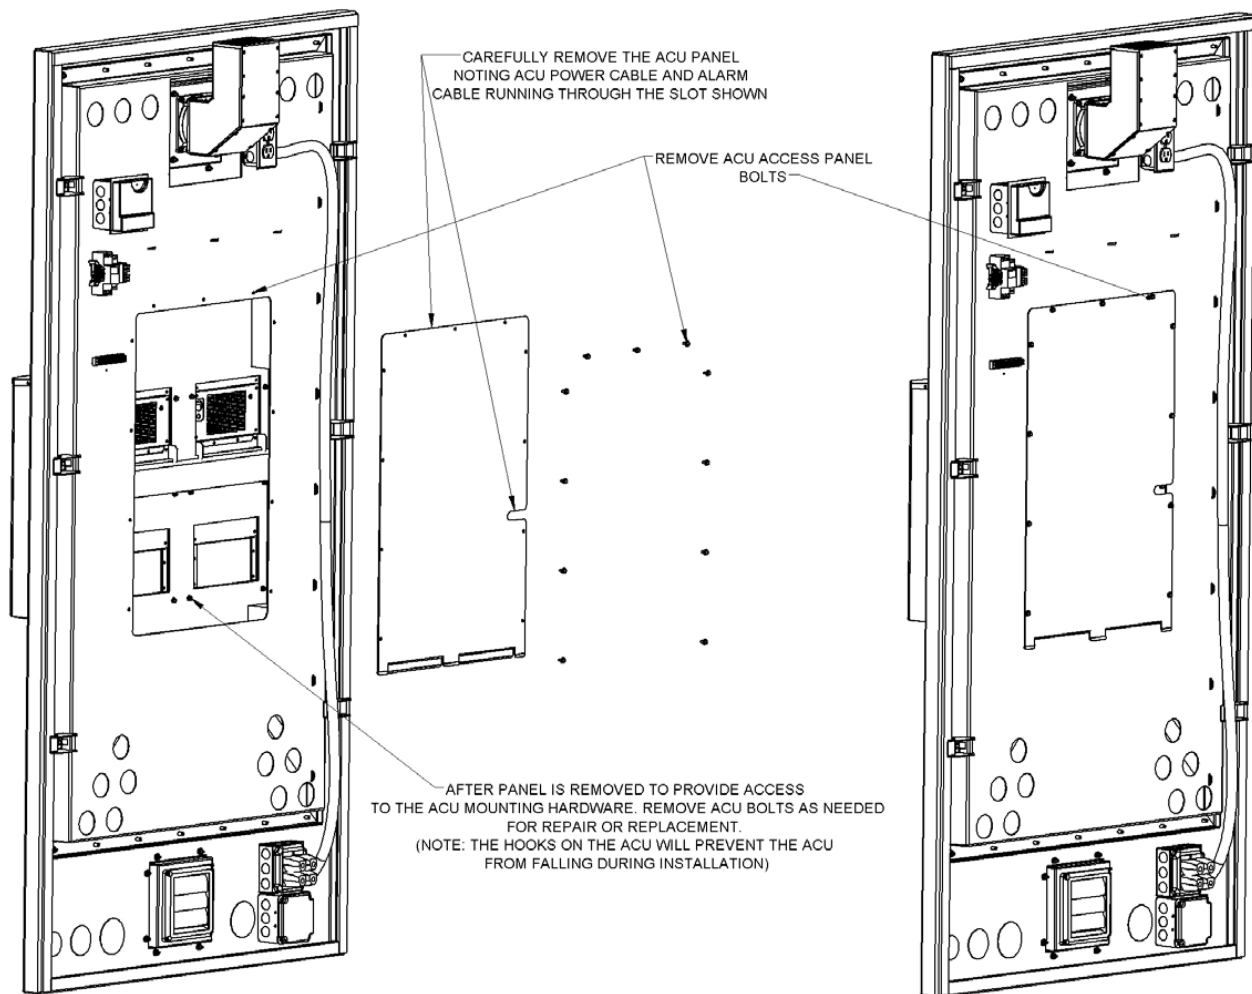 CAREFULLY REMOVE THE ACU PANEL
NOTING ACU POWER CABLE AND ALARM
CABLE RUNNING THROUGH THE SLOT SHOWN
REMOVE ACU ACCESS PANEL
BOLTS
AFTER PANEL IS REMOVED TO PROVIDE ACCESS
TO THE ACU MOUNTING HARDWARE. REMOVE ACU BOLTS AS NEEDED
FOR REPAIR OR REPLACEMENT.
(NOTE: THE HOOKS ON THE ACU WILL PREVENT THE ACU
FROM FALLING DURING INSTALLATION)